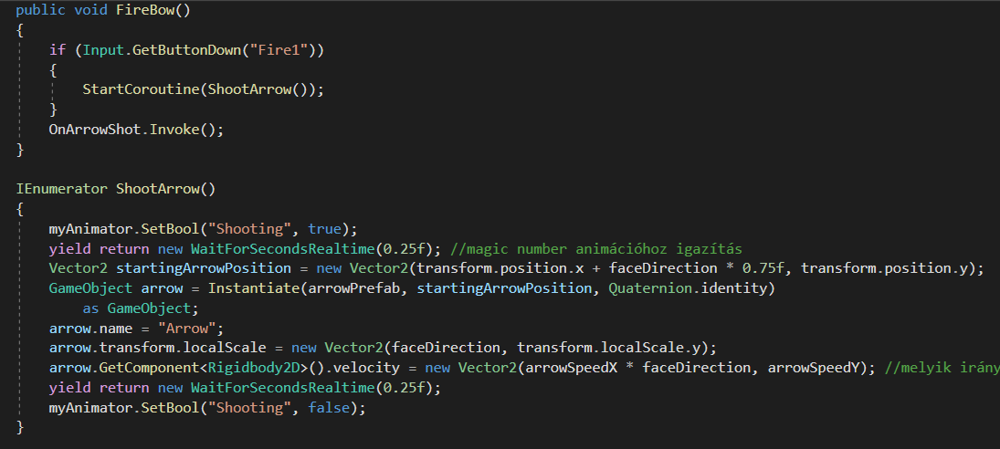 public void FireBow()
{
if (Input.GetButtonDown("Fire1"))
{
StartCoroutine(ShootArrow());
}
OnArrowShot.Invoke();
}
IEnumerator ShootArrow()
{
myAnimator.SetBool("Shooting", true);
yield return new WaitForSecondsRealtime(0.25f); //magic number animációhoz igazítás
Vector2 startingArrowPosition = new Vector2(transform.position.x + faceDirection * 0.75f, transform.position.y);
GameObject arrow = Instantiate(arrowPrefab, startingArrowPosition, Quaternion.identity)
as GameObject;
arrow.name = "Arrow";
arrow.transform.localScale = new Vector2(faceDirection, transform.localScale.y);
arrow.GetComponent<Rigidbody2D>().velocity = new Vector2(arrowSpeedX * faceDirection, arrowSpeedY); //melyik irány
yield return new WaitForSecondsRealtime(0.25f);
myAnimator.SetBool("Shooting", false);
}